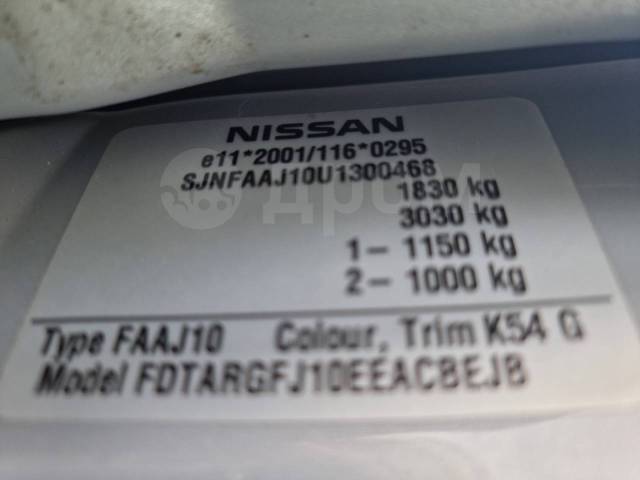 NISSAN
e11*2001/116*0295
SJNFAAJ10U1300468
1830 kg
3030 kg
1- 1150 kg
2- 1000 kg
Type FAAJ10 Colour, Trim K54 G
Model FDTARGFJ10EEACBEJB
дром